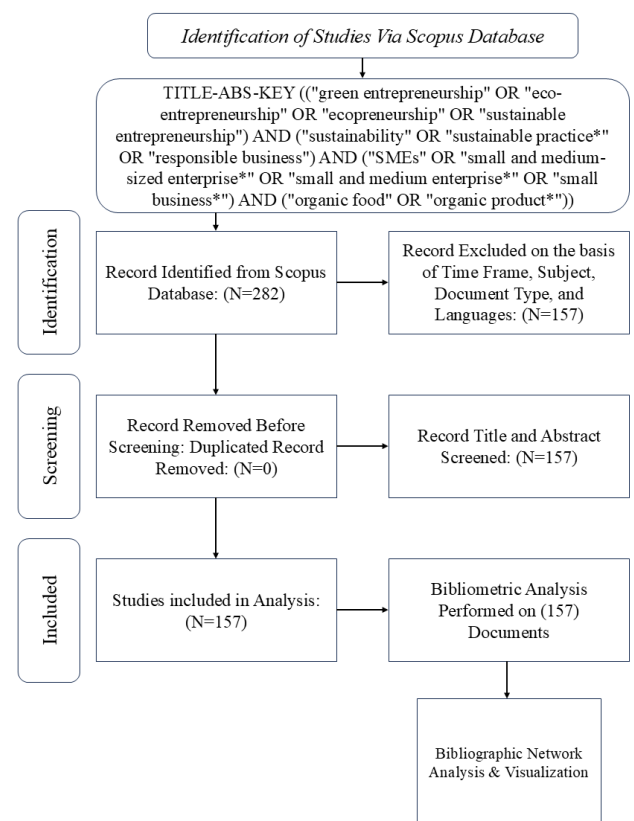 Identification of Studies Via Scopus Database
TITLE-ABS-KEY (("green entrepreneurship" OR "eco-
entrepreneurship" OR "ecopreneurship" OR "sustainable
entrepreneurship") AND ("sustainability" OR "sustainable practice*"
OR "responsible business") AND ("SMEs" OR "small and medium-
sized enterprise*" OR "small and medium enterprise*" OR "small
business*") AND ("organic food" OR "organic product*"))
Identification
Record Identified from Scopus
Database: (N=282)
Record Excluded on the basis
of Time Frame, Subject,
Document Type, and
Languages: (N=157)
Screening
Record Removed Before
Screening: Duplicated Record
Removed: (N=0)
Record Title and Abstract
Screened: (N=157)
Included
Studies included in Analysis:
(N=157)
Bibliometric Analysis
Performed on (157)
Documents
Bibliographic Network
Analysis & Visualization